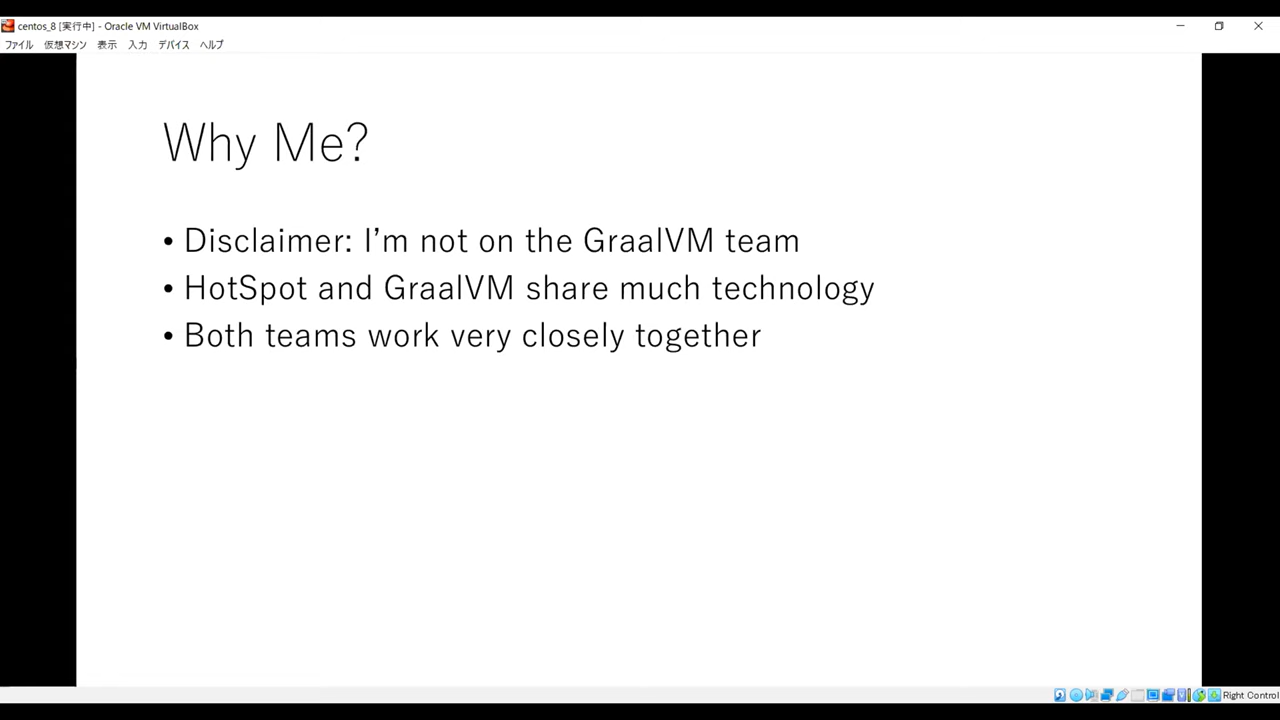 centos_8 [実行中] - Oracle VM VirtualBox
ファイル 仮想マシン 表示 入力 デバイス ヘルプ
Why Me?
• Disclaimer: I’m not on the GraalVM team
• HotSpot and GraalVM share much technology
• Both teams work very closely together
Right Control